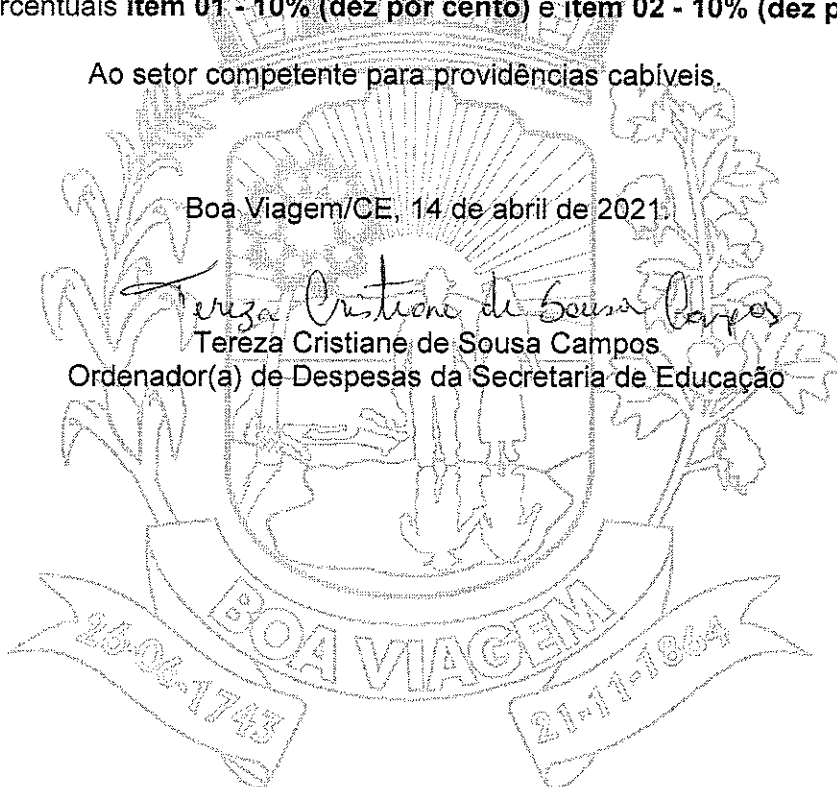 rcentuais item 01 - 10% (dez por cento) e item 02 - 10% (dez p
Ao setor competente para providências cabíveis.
Boa Viagem/CE, 14 de abril de 2021.
Tereza Cristiane de Sousa Campos
Tereza Cristiane de Sousa Campos
Ordenador(a) de Despesas da Secretaria de Educação
BOA VIAGEM
26-04-1743
21-11-1864